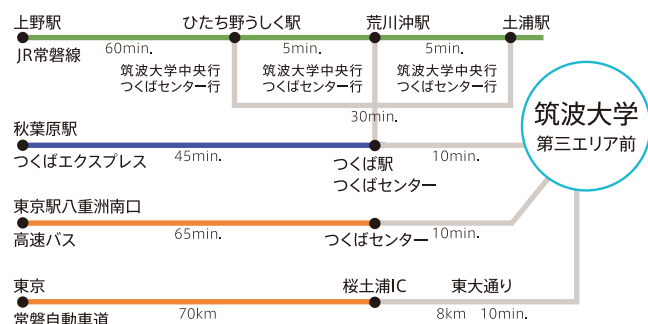 上野駅
ひたち野うしく駅
荒川沖駅
土浦駅
JR常磐線
60min.
5min.
5min.
筑波大学中央行
つくばセンター行
筑波大学中央行
つくばセンター行
筑波大学中央行
つくばセンター行
30min.
筑波大学
第三エリア前
秋葉原駅
つくばエクスプレス
45min.
つくば駅
つくばセンター
10min.
東京駅八重洲南口
高速バス
65min.
つくばセンター
10min.
東京
常磐自動車道
70km
桜土浦IC
東大通り
8km 10min.